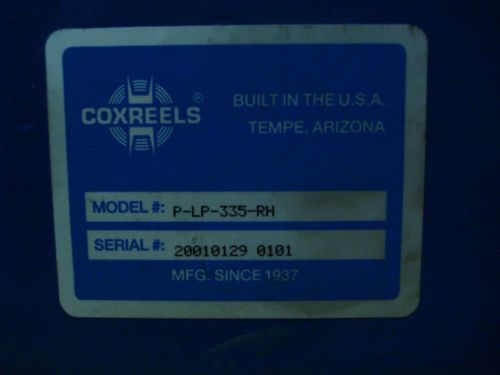 COXREELS ®
BUILT IN THE U.S.A.
TEMPE, ARIZONA
MODEL #: P-LP-335-RH
SERIAL #: 20010129 0101
MFG. SINCE 1937